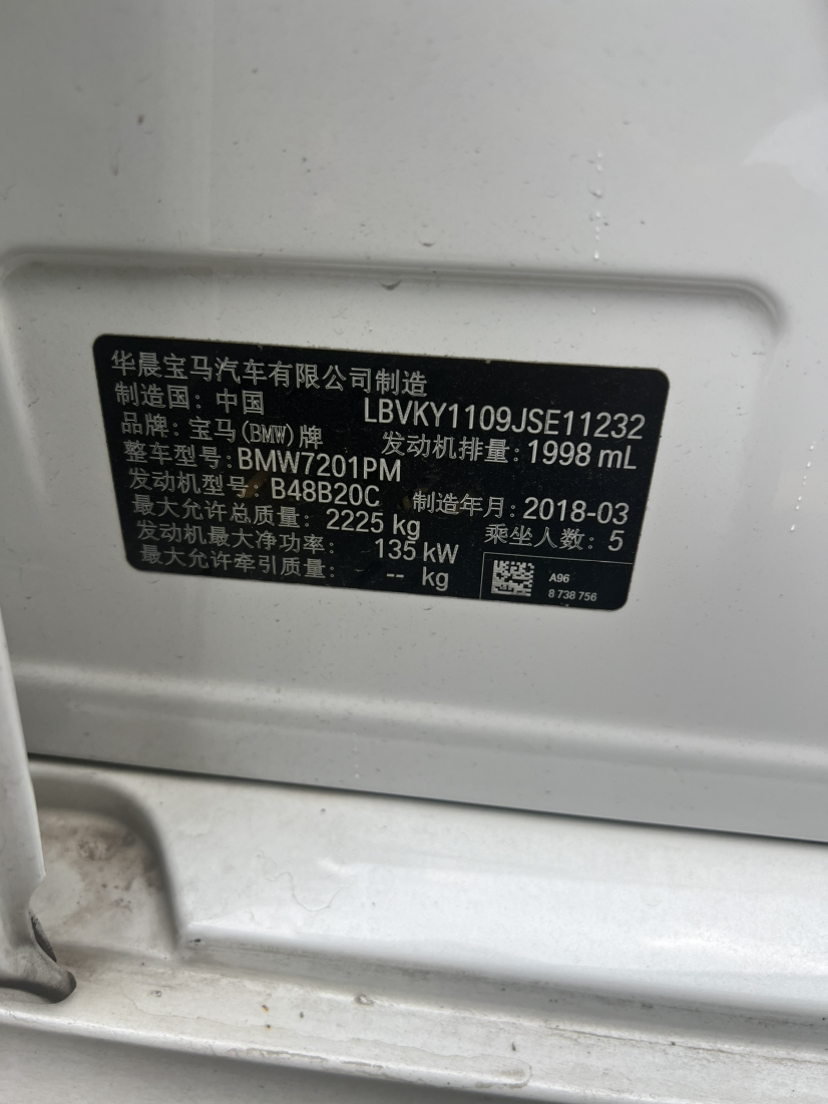 华晨宝马汽车有限公司制造
制造国：中国 LBVKY1109JSE11232
品牌：宝马(BMW)牌 发动机排量：1998 mL
整车型号：BMW7201PM
发动机型号：B48B20C 制造年月：2018-03
最大允许总质量：2225 kg 乘坐人数：5
发动机最大净功率：135 kW
最大允许牵引质量：-- kg
A96
8 738 756